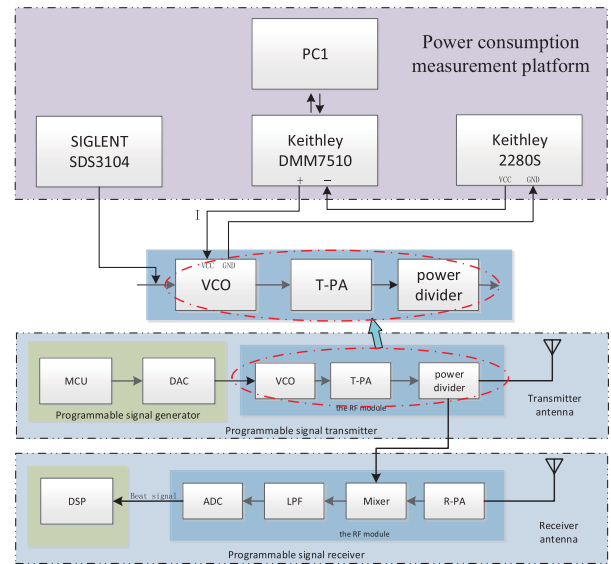 Power consumption
measurement platform
PC1
SIGLENT
SDS3104
Keithley
DMM7510
+ −
Keithley
2280S
VCC GND
I
VCC GND
VCO
T-PA
power
divider
MCU
DAC
Programmable signal generator
VCO
T-PA
power
divider
the RF module
Transmitter
antenna
Programmable signal transmitter
DSP
Beat signal
ADC
LPF
Mixer
R-PA
the RF module
Receiver
antenna
Programmable signal receiver